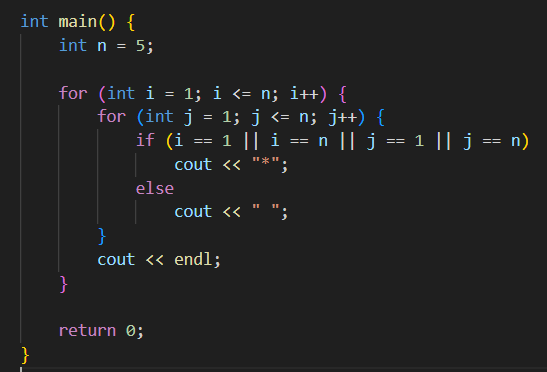 int main() {
    int n = 5;

    for (int i = 1; i <= n; i++) {
        for (int j = 1; j <= n; j++) {
            if (i == 1 || i == n || j == 1 || j == n)
                cout << "*";
            else
                cout << " ";
        }
        cout << endl;
    }

    return 0;
}